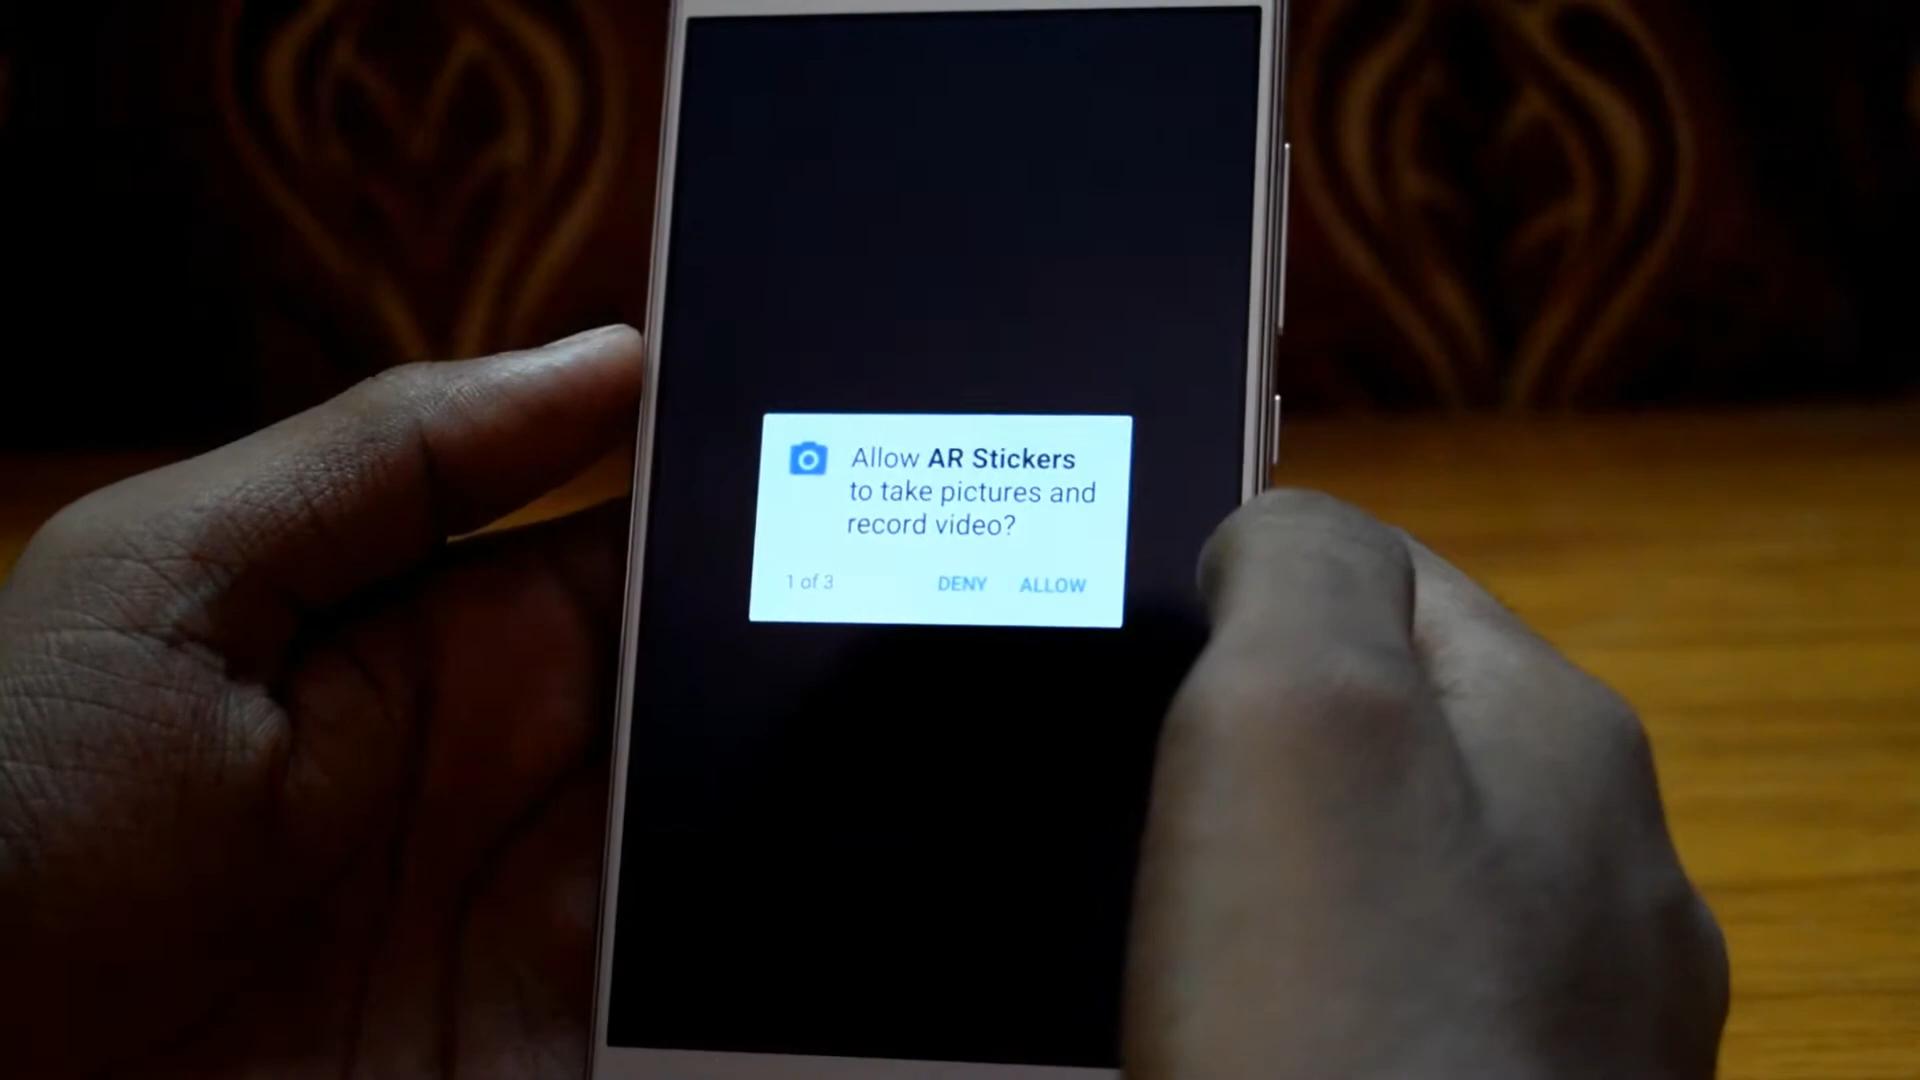 Allow AR Stickers
to take pictures and
record video?
1 of 3 DENY ALLOW